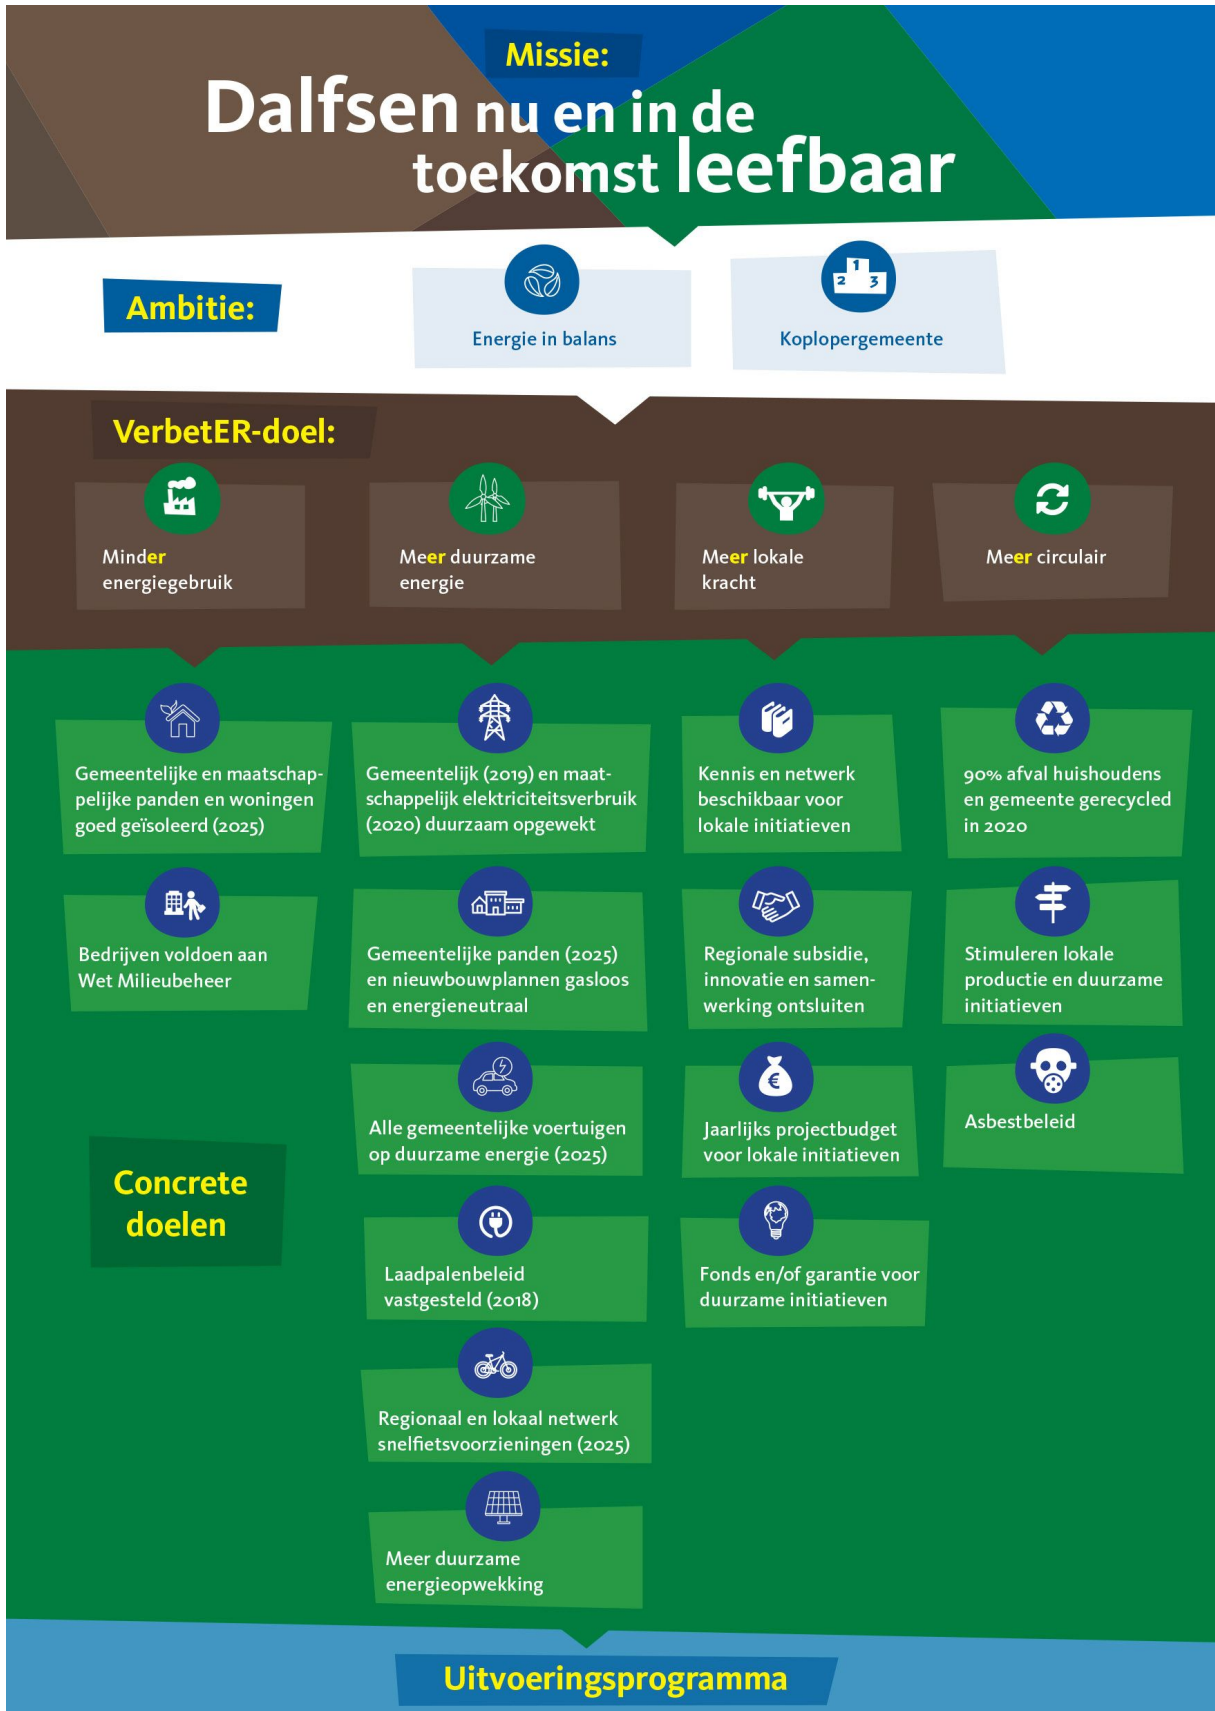 Missie:
Dalfsen nu en in de
toekomst leefbaar
Ambitie:
Energie in balans
1
2 3
Koplopergemeente
VerbetER-doel:
Minder
energiegebruik
Meer duurzame
energie
Meer lokale
kracht
Meer circulair
Gemeentelijke en maatschap-
pelijke panden en woningen
goed geïsoleerd (2025)
Bedrijven voldoen aan
Wet Milieubeheer
Gemeentelijk (2019) en maat-
schappelijk elektriciteitsverbruik
(2020) duurzaam opgewekt
Gemeentelijke panden (2025)
en nieuwbouwplannen gasloos
en energieneutraal
Alle gemeentelijke voertuigen
op duurzame energie (2025)
Laadpalenbeleid
vastgesteld (2018)
Regionaal en lokaal netwerk
snelfietsvoorzieningen (2025)
Meer duurzame
energieopwekking
Kennis en netwerk
beschikbaar voor
lokale initiatieven
Regionale subsidie,
innovatie en samen-
werking ontsluiten
€
Jaarlijks projectbudget
voor lokale initiatieven
Fonds en/of garantie voor
duurzame initiatieven
90% afval huishoudens
en gemeente gerecycled
in 2020
Stimuleren lokale
productie en duurzame
initiatieven
Asbestbeleid
Concrete
doelen
Uitvoeringsprogramma